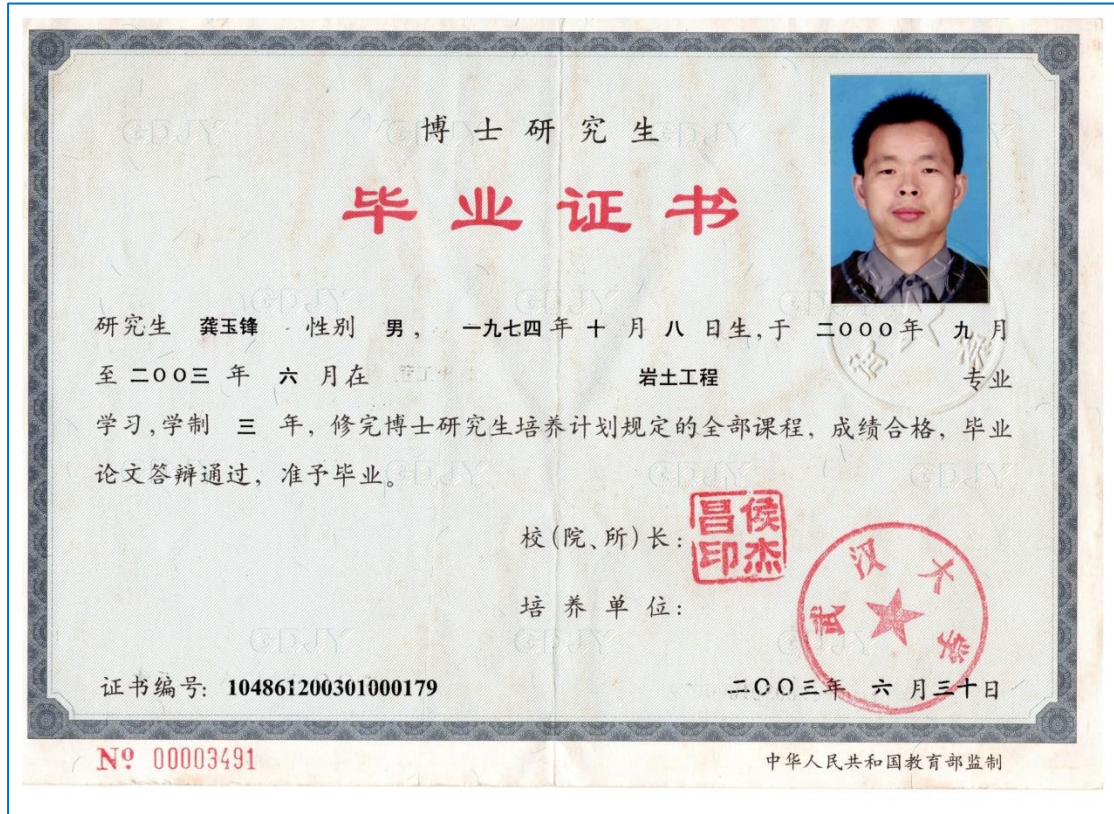 博士研究生
毕业证书
研究生 龚玉锋 性别 男，一九七四年 十 月 八 日生,于 二000年 九 月
至 二00三 年 六 月在 岩土工程 专业
学习,学制 三 年，修完博士研究生培养计划规定的全部课程，成绩合格，毕业
论文答辩通过，准予毕业。
校(院、所)长: 侯杰昌印
培养单位:
武汉大学
证书编号: 104861200301000179
二00三年 六 月三十日
Nº 00003491
中华人民共和国教育部监制